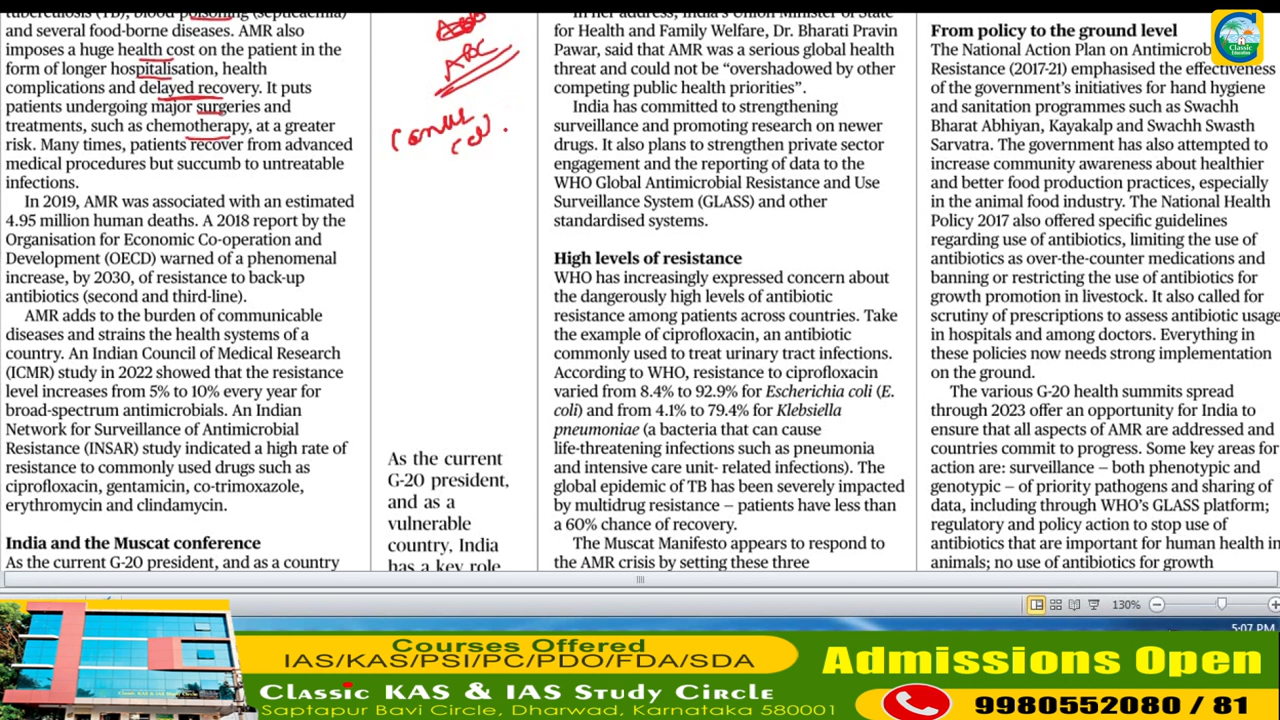 tuberculosis (TB), blood poisoning (septicaemia)
and several food-borne diseases. AMR also
imposes a huge health cost on the patient in the
form of longer hospitalisation, health
complications and delayed recovery. It puts
patients undergoing major surgeries and
treatments, such as chemotherapy, at a greater
risk. Many times, patients recover from advanced
medical procedures but succumb to untreatable
infections.
In 2019, AMR was associated with an estimated
4.95 million human deaths. A 2018 report by the
Organisation for Economic Co-operation and
Development (OECD) warned of a phenomenal
increase, by 2030, of resistance to back-up
antibiotics (second and third-line).
AMR adds to the burden of communicable
diseases and strains the health systems of a
country. An Indian Council of Medical Research
(ICMR) study in 2022 showed that the resistance
level increases from 5% to 10% every year for
broad-spectrum antimicrobials. An Indian
Network for Surveillance of Antimicrobial
Resistance (INSAR) study indicated a high rate of
resistance to commonly used drugs such as
ciprofloxacin, gentamicin, co-trimoxazole,
erythromycin and clindamycin.
India and the Muscat conference
As the current G-20 president, and as a country
ABC
As the current
G-20 president,
and as a
vulnerable
country, India
has a key role
In her address, India's Union Minister of State
for Health and Family Welfare, Dr. Bharati Pravin
Pawar, said that AMR was a serious global health
threat and could not be “overshadowed by other
competing public health priorities”.
India has committed to strengthening
surveillance and promoting research on newer
drugs. It also plans to strengthen private sector
engagement and the reporting of data to the
WHO Global Antimicrobial Resistance and Use
Surveillance System (GLASS) and other
standardised systems.
High levels of resistance
WHO has increasingly expressed concern about
the dangerously high levels of antibiotic
resistance among patients across countries. Take
the example of ciprofloxacin, an antibiotic
commonly used to treat urinary tract infections.
According to WHO, resistance to ciprofloxacin
varied from 8.4% to 92.9% for Escherichia coli (E.
coli) and from 4.1% to 79.4% for Klebsiella
pneumoniae (a bacteria that can cause
life-threatening infections such as pneumonia
and intensive care unit- related infections). The
global epidemic of TB has been severely impacted
by multidrug resistance – patients have less than
a 60% chance of recovery.
The Muscat Manifesto appears to respond to
the AMR crisis by setting these three
From policy to the ground level
The National Action Plan on Antimicrob
Resistance (2017-21) emphasised the effectiveness
of the government's initiatives for hand hygiene
and sanitation programmes such as Swachh
Bharat Abhiyan, Kayakalp and Swachh Swasth
Sarvatra. The government has also attempted to
increase community awareness about healthier
and better food production practices, especially
in the animal food industry. The National Health
Policy 2017 also offered specific guidelines
regarding use of antibiotics, limiting the use of
antibiotics as over-the-counter medications and
banning or restricting the use of antibiotics for
growth promotion in livestock. It also called for
scrutiny of prescriptions to assess antibiotic usage
in hospitals and among doctors. Everything in
these policies now needs strong implementation
on the ground.
The various G-20 health summits spread
through 2023 offer an opportunity for India to
ensure that all aspects of AMR are addressed and
countries commit to progress. Some key areas for
action are: surveillance – both phenotypic and
genotypic – of priority pathogens and sharing of
data, including through WHO's GLASS platform;
regulatory and policy action to stop use of
antibiotics that are important for human health in
animals; no use of antibiotics for growth
Classic
Education
130%
5:07 PM
Courses Offered
IAS/KAS/PSI/PC/PDO/FDA/SDA
Classic KAS & IAS Study Circle
Saptapur Bavi Circle, Dharwad, Karnataka 580001
Admissions Open
9980552080 / 81